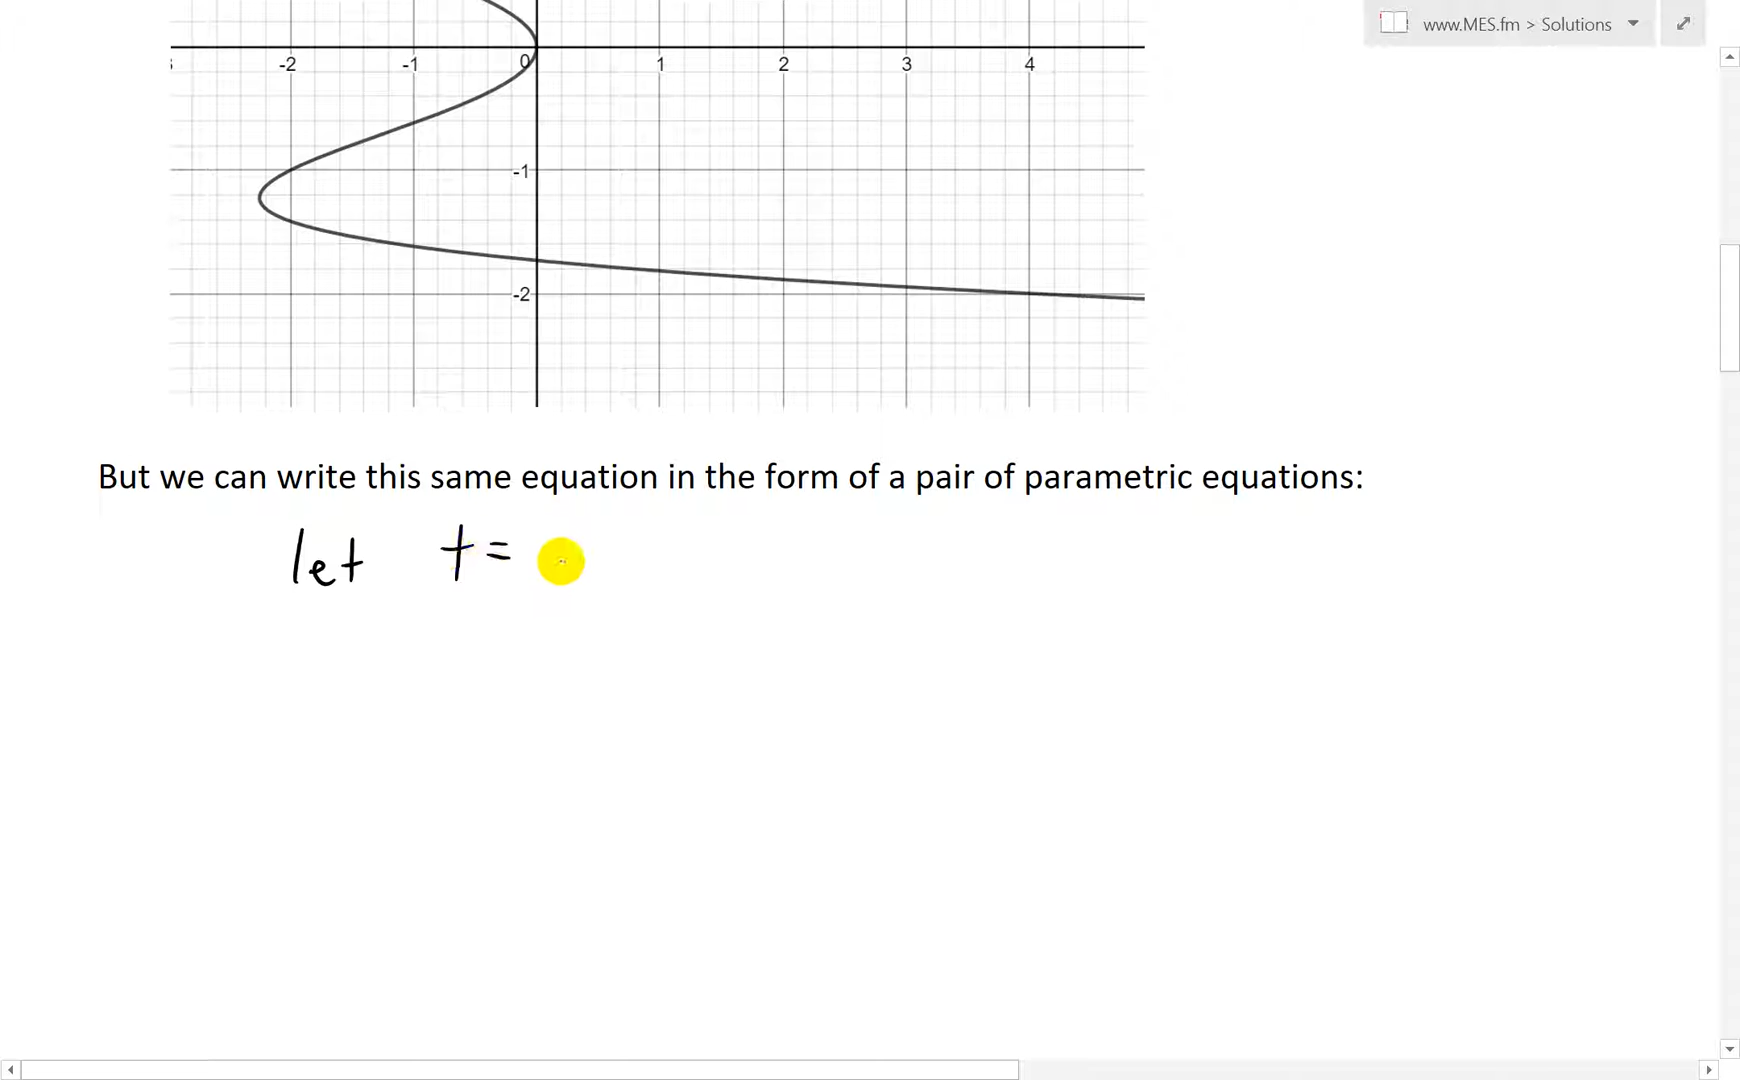 www.MES.fm > Solutions
-2 -1 0 1 2 3 4
-1
-2
But we can write this same equation in the form of a pair of parametric equations:
let t =